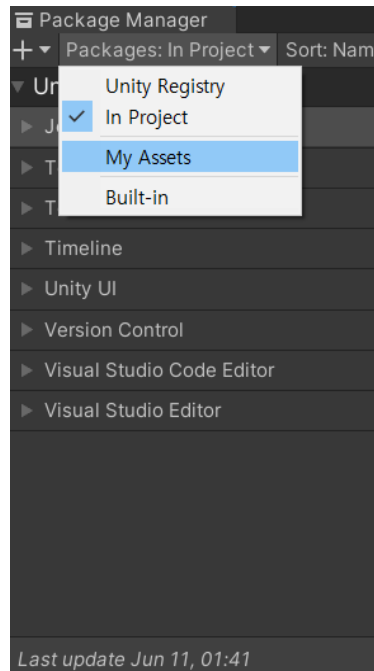 Package Manager
+ Packages: In Project Sort: Nam
Un
Unity Registry
J
In Project
T
My Assets
T
Built-in
Timeline
Unity UI
Version Control
Visual Studio Code Editor
Visual Studio Editor
Last update Jun 11, 01:41